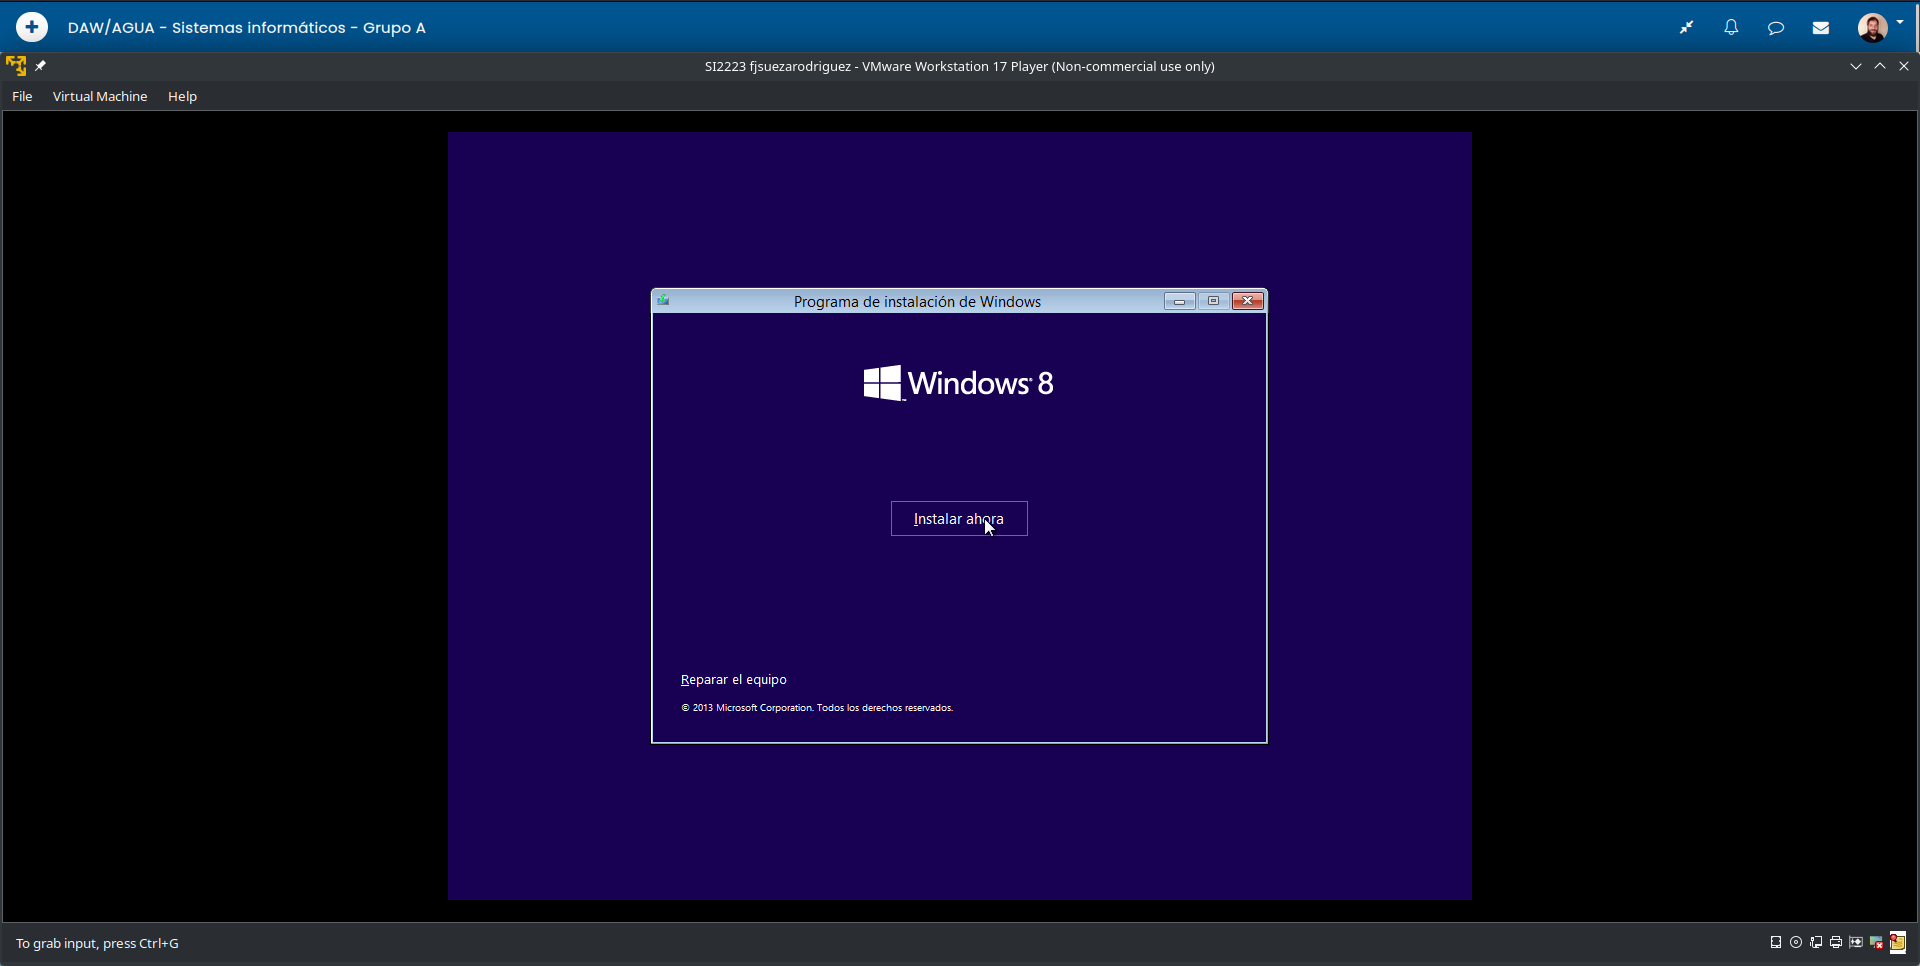 DAW/AGUA - Sistemas informáticos - Grupo A
SI2223 fjsuezarodriguez - VMware Workstation 17 Player (Non-commercial use only)
File Virtual Machine Help
Programa de instalación de Windows
Windows 8
Instalar ahora
Reparar el equipo
© 2013 Microsoft Corporation. Todos los derechos reservados.
To grab input, press Ctrl+G